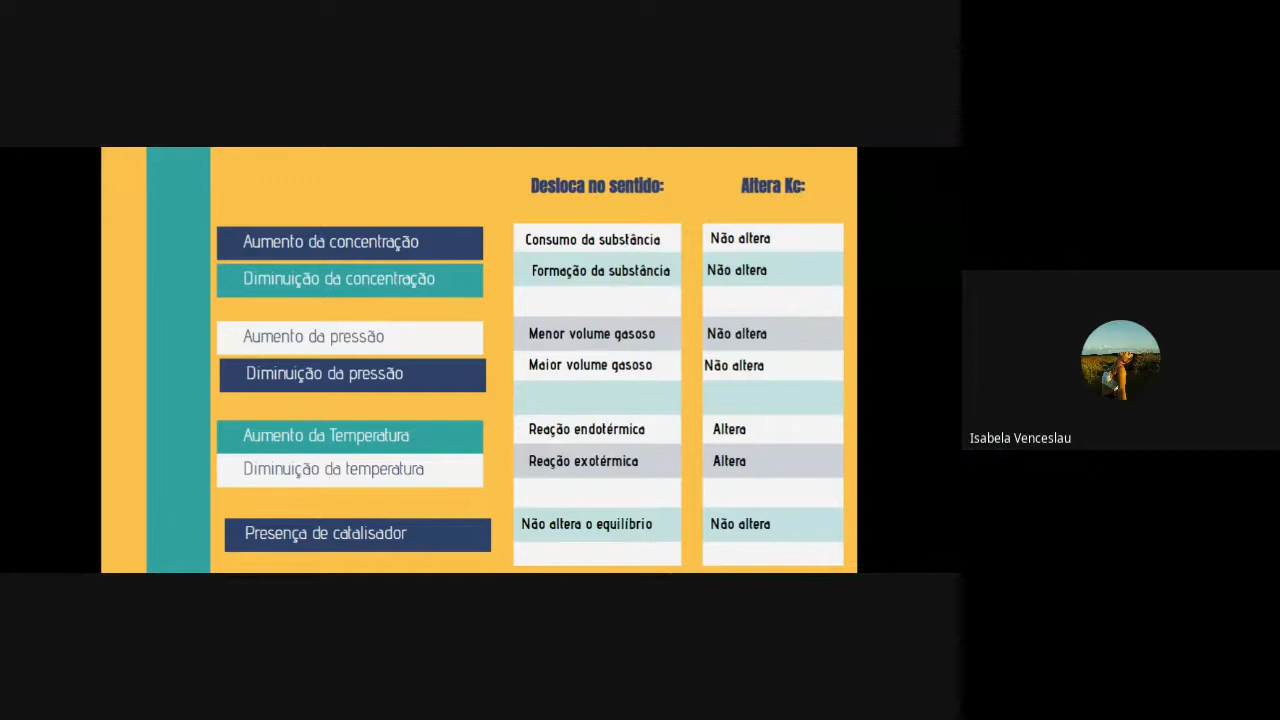 Desloca no sentido: Altera Kc:
Aumento da concentração Consumo da substância Não altera
Diminuição da concentração Formação da substância Não altera
Aumento da pressão Menor volume gasoso Não altera
Diminuição da pressão Maior volume gasoso Não altera
Aumento da Temperatura Reação endotérmica Altera
Diminuição da temperatura Reação exotérmica Altera
Presença de catalisador Não altera o equilíbrio Não altera
Isabela Venceslau